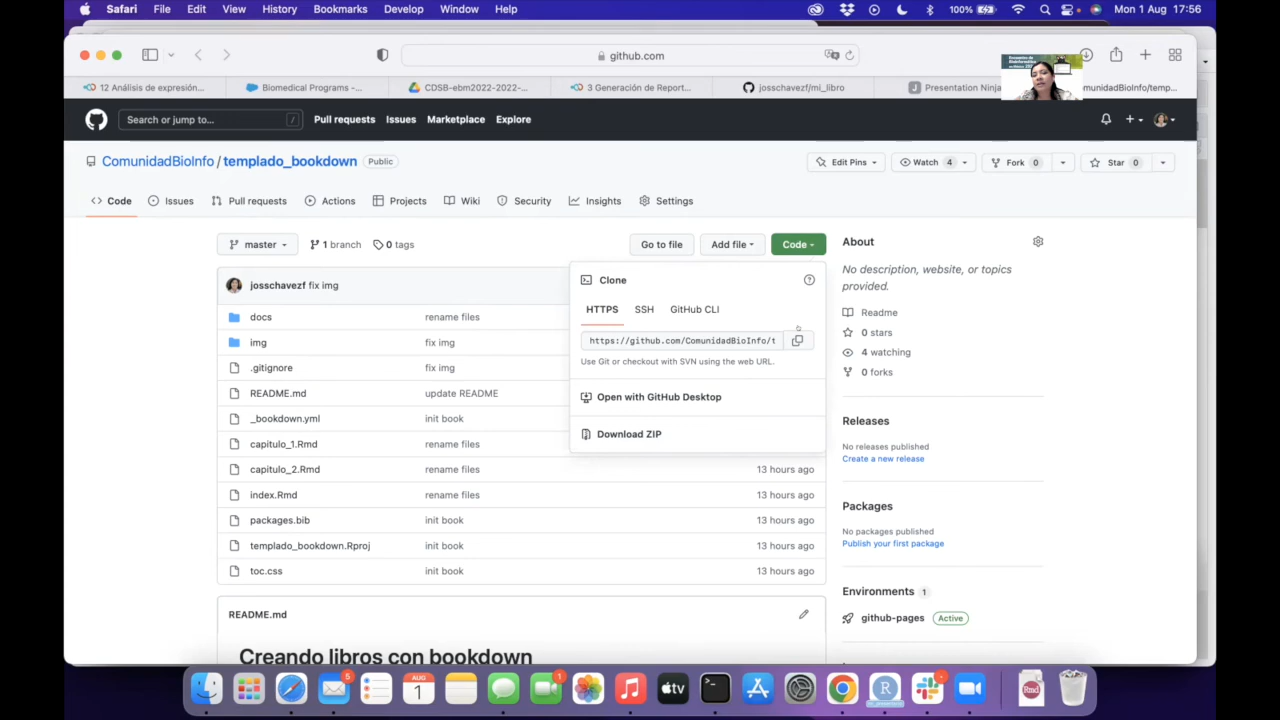 Safari File Edit View History Bookmarks Develop Window Help 100% Mon 1 Aug 17:56
github.com
12 Análisis de expresión... Biomedical Programs -... CDSB-ebm2022-2022-... 3 Generación de Report... josschavezf/mi_libro Presentation Ninja omunidadBioInfo/temp...
Search or jump to... / Pull requests Issues Marketplace Explore
ComunidadBioInfo / templado_bookdown Public
Edit Pins Watch 4 Fork 0 Star 0
Code Issues Pull requests Actions Projects Wiki Security Insights Settings
master 1 branch 0 tags Go to file Add file Code
josschavezf fix img
docs rename files
img fix img
.gitignore fix img
README.md update README
_bookdown.yml init book
capitulo_1.Rmd rename files
capitulo_2.Rmd rename files 13 hours ago
index.Rmd rename files 13 hours ago
packages.bib init book 13 hours ago
templado_bookdown.Rproj init book 13 hours ago
toc.css init book 13 hours ago
Clone
HTTPS SSH GitHub CLI
https://github.com/ComunidadBioInfo/t
Use Git or checkout with SVN using the web URL.
Open with GitHub Desktop
Download ZIP
README.md
Creando libros con bookdown
About
No description, website, or topics
provided.
Readme
0 stars
4 watching
0 forks
Releases
No releases published
Create a new release
Packages
No packages published
Publish your first package
Environments 1
github-pages Active
5 AUG 1 1 tv R Rmd